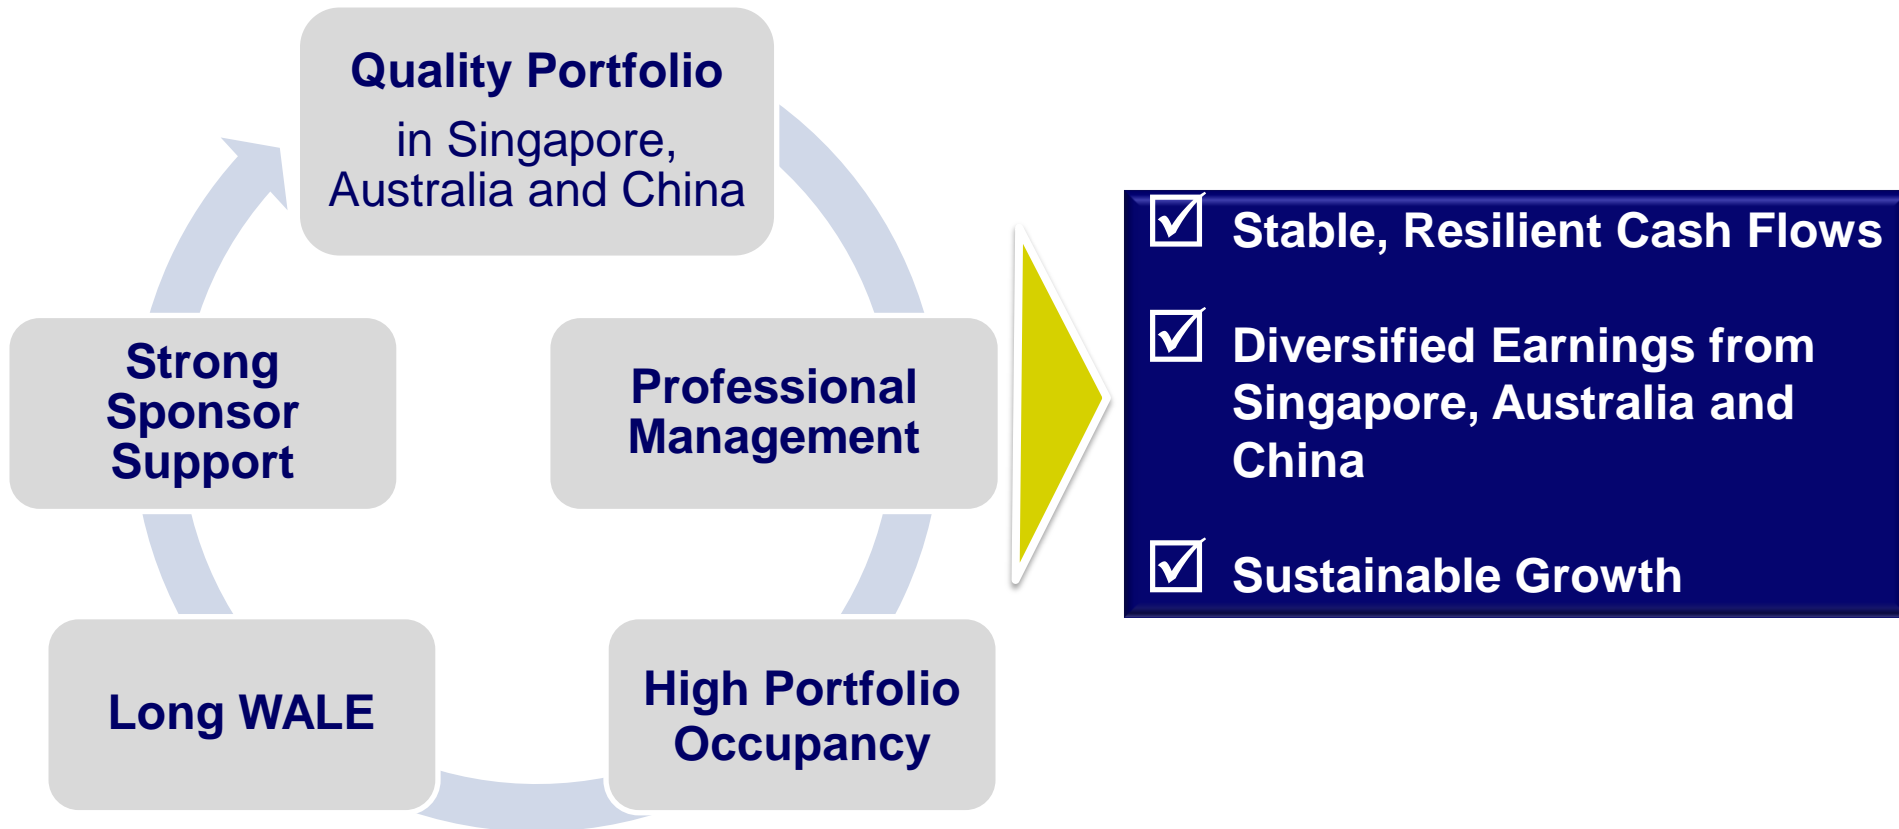 Quality Portfolio
in Singapore,
Australia and China
Strong
Sponsor
Support
Professional
Management
Long WALE
High Portfolio
Occupancy
Stable, Resilient Cash Flows
Diversified Earnings from
Singapore, Australia and
China
Sustainable Growth